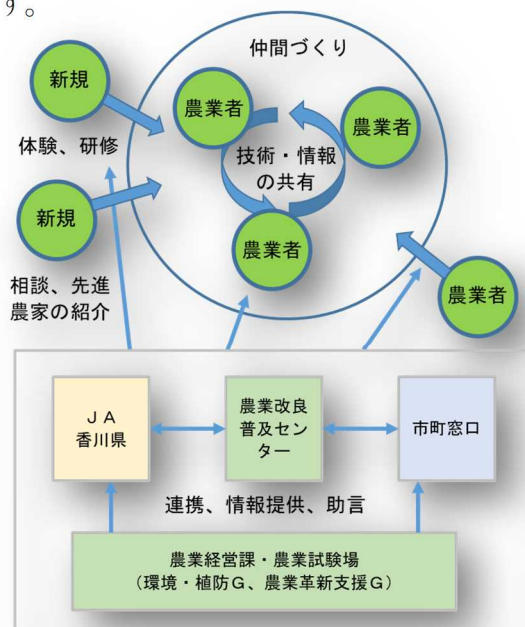 す。
仲間づくり
新規
農業者
農業者
体験、研修
技術・情報
の共有
新規
農業者
相談、先進
農家の紹介
農業者
ＪＡ
香川県
農業改良
普及セン
ター
市町窓口
連携、情報提供、助言
農業経営課・農業試験場
（環境・植防Ｇ、農業革新支援Ｇ）